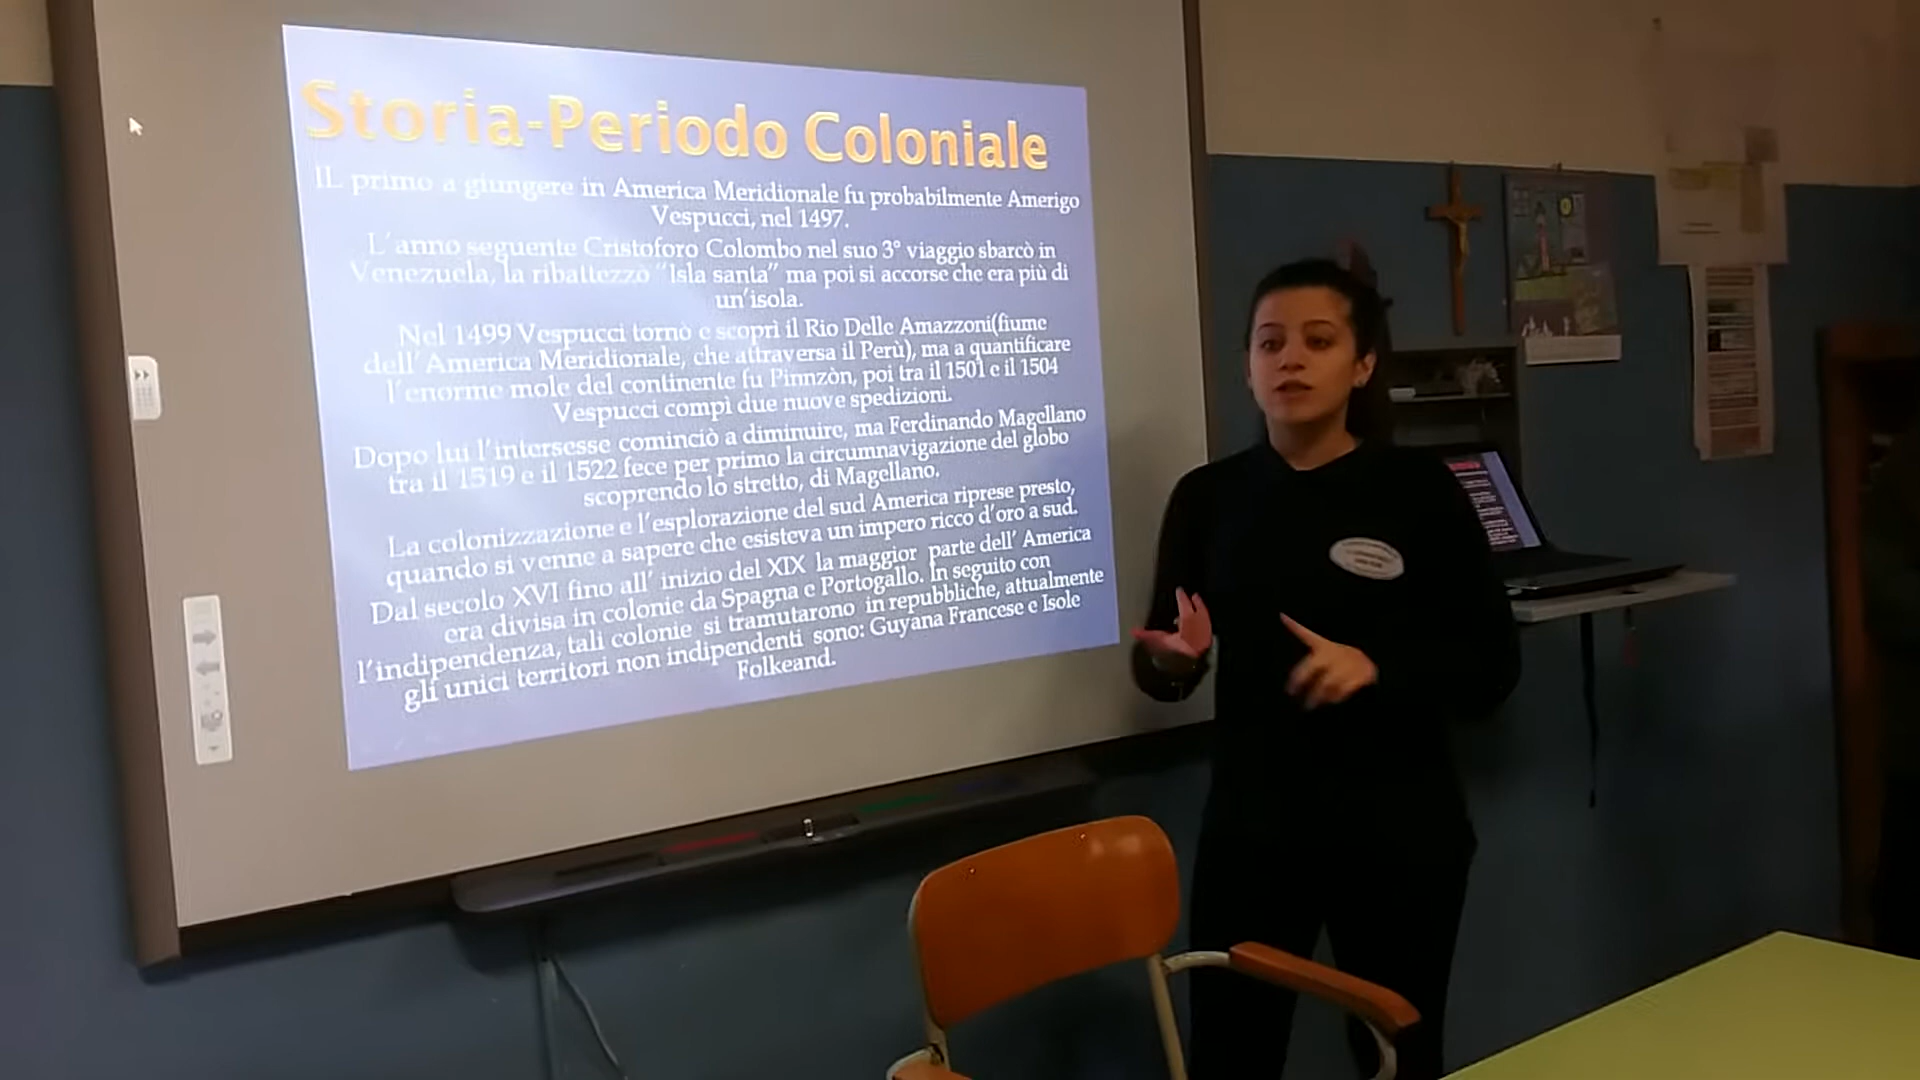 Storia-Periodo Coloniale
IL primo a giungere in America Meridionale fu probabilmente Amerigo
Vespucci, nel 1497.
L'anno seguente Cristoforo Colombo nel suo 3° viaggio sbarcò in
Venezuela, la ribattezzò "Isla santa" ma poi si accorse che era più di
un'isola.
Nel 1499 Vespucci tornò e scoprì il Rio Delle Amazzoni(fiume
dell'America Meridionale, che attraversa il Perù), ma a quantificare
l'enorme mole del continente fu Pinnzòn, poi tra il 1501 e il 1504
Vespucci compì due nuove spedizioni.
Dopo lui l'intersesse cominciò a diminuire, ma Ferdinando Magellano
tra il 1519 e il 1522 fece per primo la circumnavigazione del globo
scoprendo lo stretto, di Magellano.
La colonizzazione e l'esplorazione del sud America riprese presto,
quando si venne a sapere che esisteva un impero ricco d'oro a sud.
Dal secolo XVI fino all' inizio del XIX la maggior parte dell' America
era divisa in colonie da Spagna e Portogallo. In seguito con
l'indipendenza, tali colonie si tramutarono in repubbliche, attualmente
gli unici territori non indipendenti sono: Guyana Francese e Isole
Folkeand.